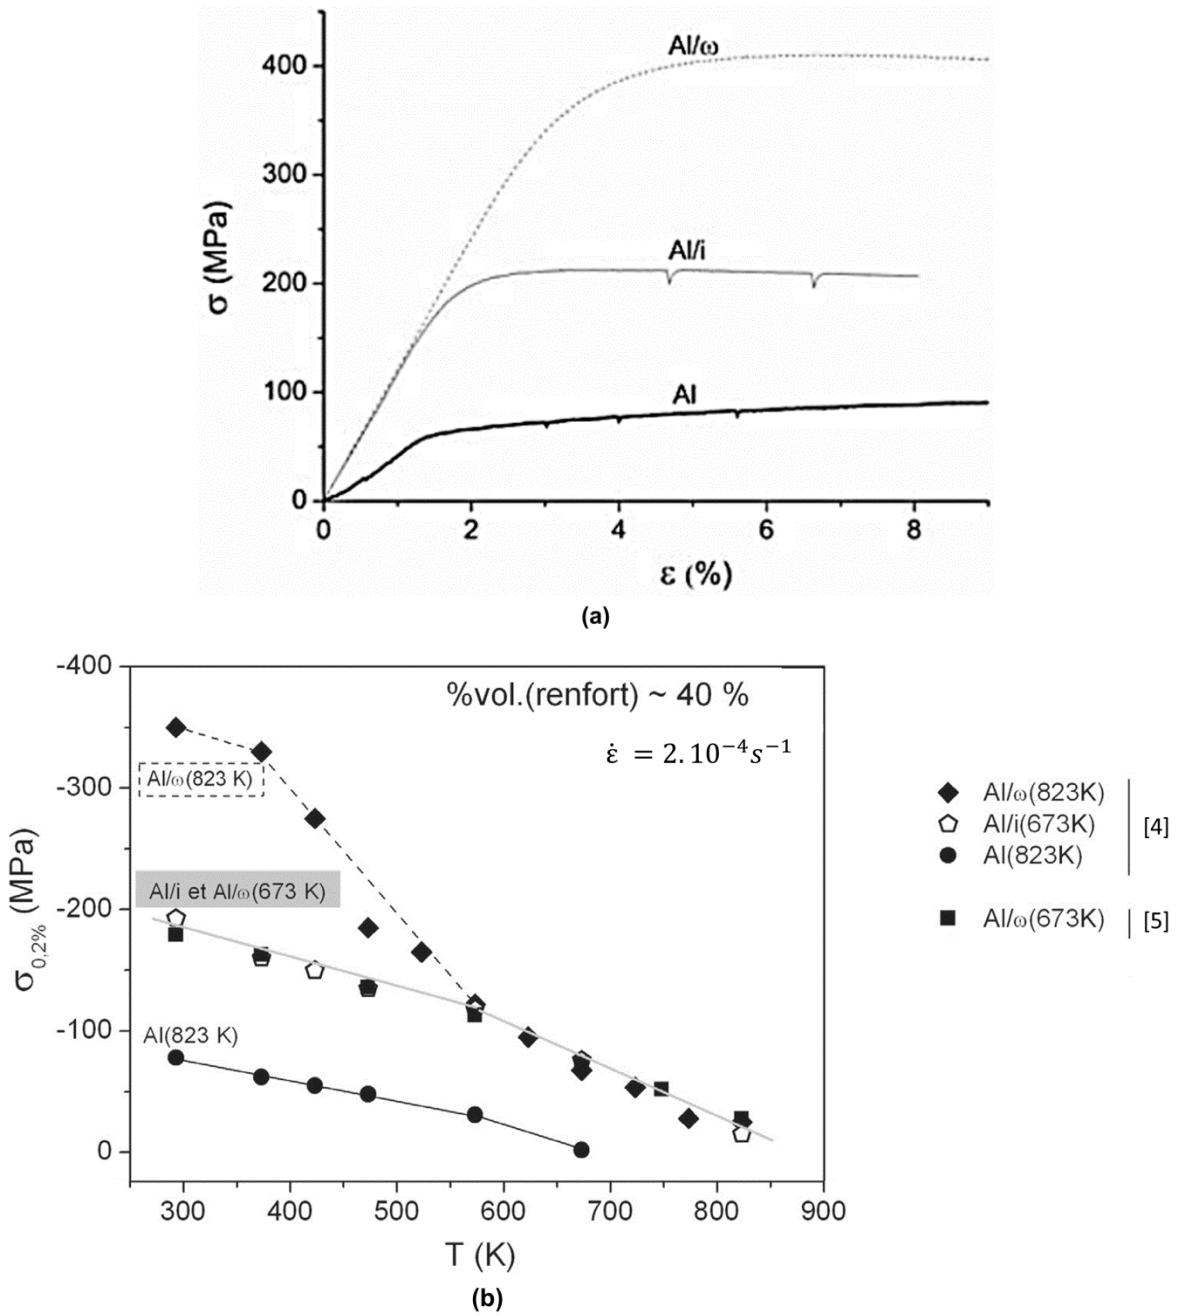 400
300
200
100
0
σ (MPa)
Al/ω
Al/i
Al
0 2 4 6 8
ε (%)
(a)
-400
-300
-200
-100
0
σ0,2% (MPa)
%vol.(renfort) ~ 40 %
ε̇ = 2.10⁻⁴s⁻¹
Al/ω(823 K)
Al/i et Al/ω(673 K)
Al(823 K)
300 400 500 600 700 800 900
T (K)
Al/ω(823K)
Al/i(673K)
Al(823K)
[4]
Al/ω(673K)
[5]
(b)